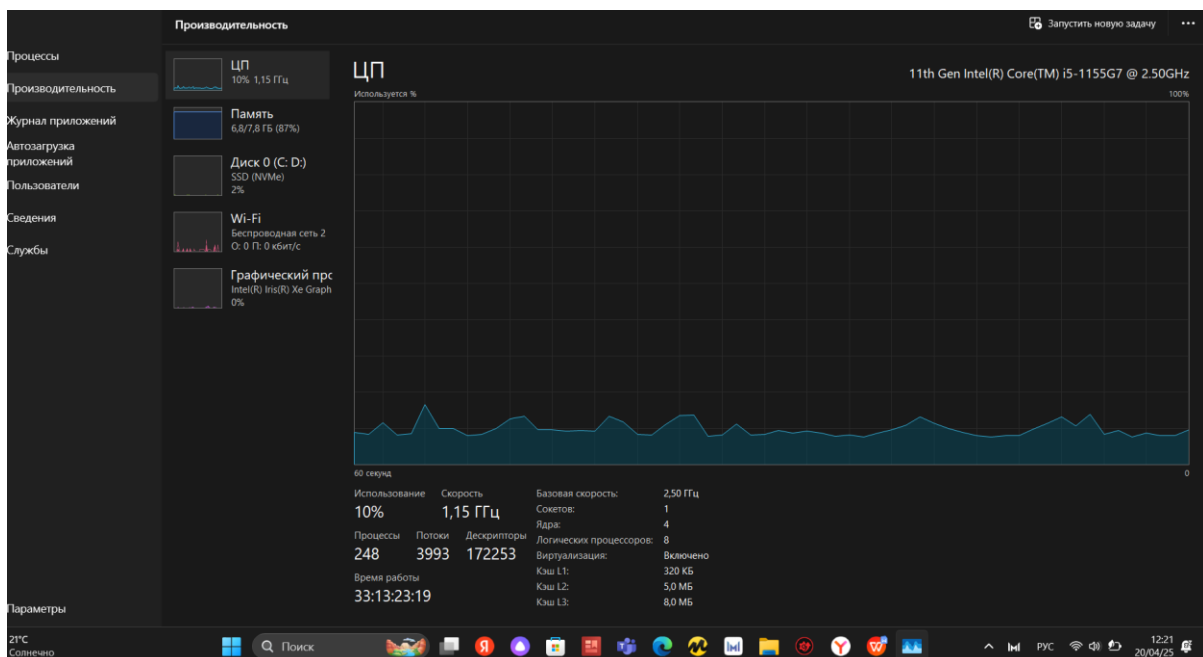 Производительность
Запустить новую задачу
Процессы
Производительность
Журнал приложений
Автозагрузка
приложений
Пользователи
Сведения
Службы
Параметры
ЦП
10% 1,15 ГГц
Память
6,8/7,8 ГБ (87%)
Диск 0 (C: D:)
SSD (NVMe)
2%
Wi-Fi
Беспроводная сеть 2
О: 0 П: 0 кбит/с
Графический прс
Intel(R) Iris(R) Xe Graph
0%
ЦП
11th Gen Intel(R) Core(TM) i5-1155G7 @ 2.50GHz
Используется %
100%
60 секунд
0
Использование Скорость
10% 1,15 ГГц
Процессы Потоки Дескрипторы
248 3993 172253
Время работы
33:13:23:19
Базовая скорость: 2,50 ГГц
Сокетов: 1
Ядра: 4
Логических процессоров: 8
Виртуализация: Включено
Кэш L1: 320 КБ
Кэш L2: 5,0 МБ
Кэш L3: 8,0 МБ
21°C
Солнечно
Поиск
РУС
12:21
20/04/25